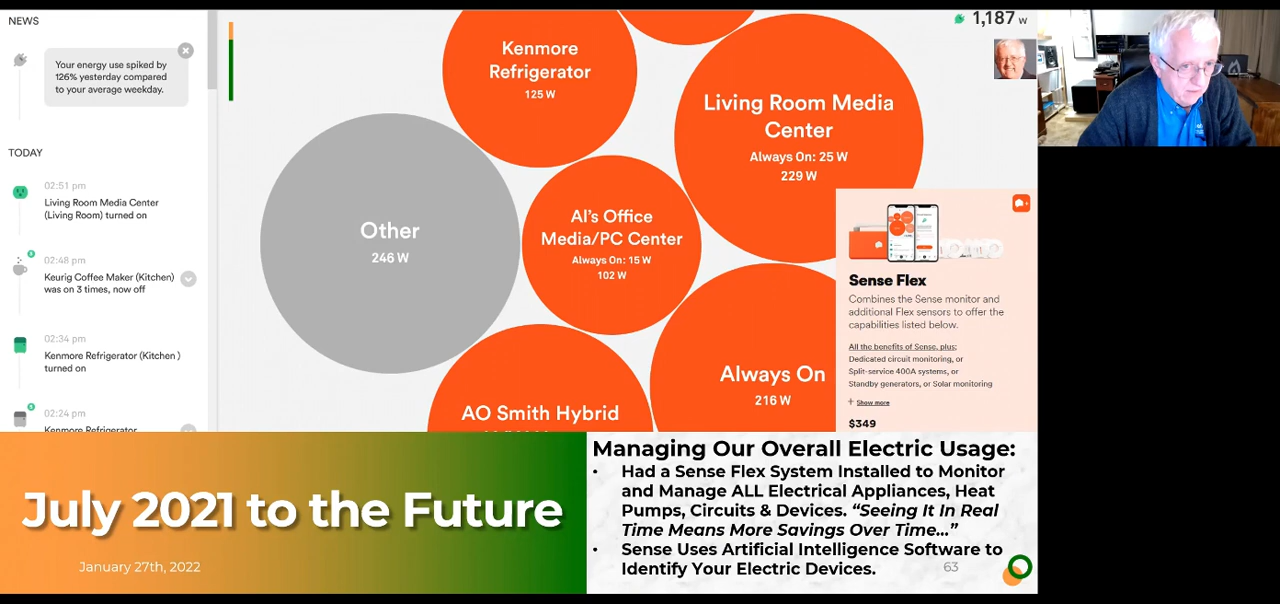 NEWS
Your energy use spiked by
126% yesterday compared
to your average weekday.
TODAY
02:51 pm
Living Room Media Center
(Living Room) turned on
02:48 pm
Keurig Coffee Maker (Kitchen)
was on 3 times, now off
02:34 pm
Kenmore Refrigerator (Kitchen )
turned on
02:24 pm
Kenmore Refrigerator
1,187 w
Kenmore
Refrigerator
125 W
Living Room Media
Center
Always On: 25 W
229 W
Other
246 W
Al's Office
Media/PC Center
Always On: 15 W
102 W
Always On
216 W
AO Smith Hybrid
Sense Flex
Combines the Sense monitor and
additional Flex sensors to offer the
capabilities listed below.
All the benefits of Sense, plus:
Dedicated circuit monitoring, or
Split-service 400A systems, or
Standby generators, or Solar monitoring
+ Show more
$349
July 2021 to the Future
January 27th, 2022
Managing Our Overall Electric Usage:
• Had a Sense Flex System Installed to Monitor
and Manage ALL Electrical Appliances, Heat
Pumps, Circuits & Devices. “Seeing It In Real
Time Means More Savings Over Time…”
• Sense Uses Artificial Intelligence Software to
Identify Your Electric Devices.
63